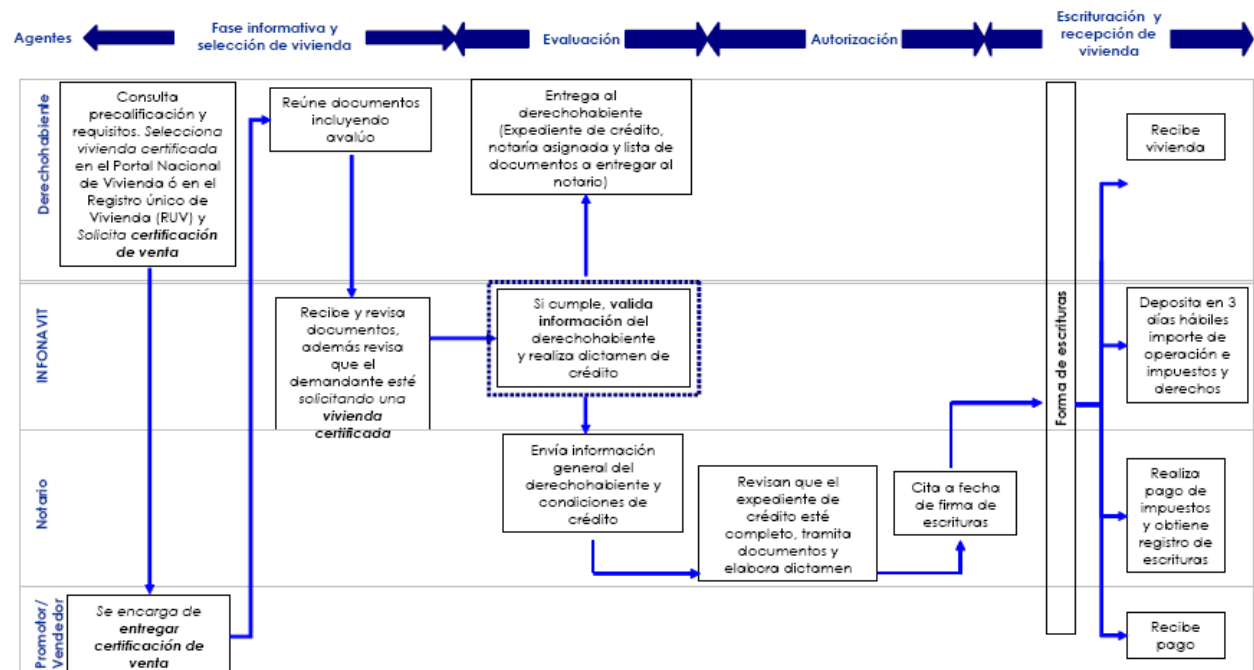 Agentes
Fase informativa y
selección de vivienda
Evaluación
Autorización
Escrituración y
recepción de
vivienda
Derechohabiente
Consulta
precalificación y
requisitos. Selecciona
vivienda certificada
en el Portal Nacional
de Vivienda ó en el
Registro único de
Vivienda (RUV) y
Solicita certificación
de venta
Reúne documentos
incluyendo
avalúo
Entrega al
derechohabiente
(Expediente de crédito,
notaría asignada y lista de
documentos a entregar al
notario)
Recibe
vivienda
INFONAVIT
Recibe y revisa
documentos,
además revisa
que el
demandante esté
solicitando una
vivienda
certificada
Si cumple, valida
información del
derechohabiente
y realiza dictamen de
crédito
Forma de escrituras
Deposita en 3
días hábiles
importe de
operación e
impuestos y
derechos
Notario
Envía información
general del
derechohabiente y
condiciones de
crédito
Revisan que el
expediente de
crédito esté
completo, tramita
documentos y
elabora dictamen
Cita a fecha
de firma de
escrituras
Realiza
pago de
impuestos
y obtiene
registro de
escrituras
Promotor/
Vendedor
Se encarga de
entregar
certificación de
venta
Recibe
pago